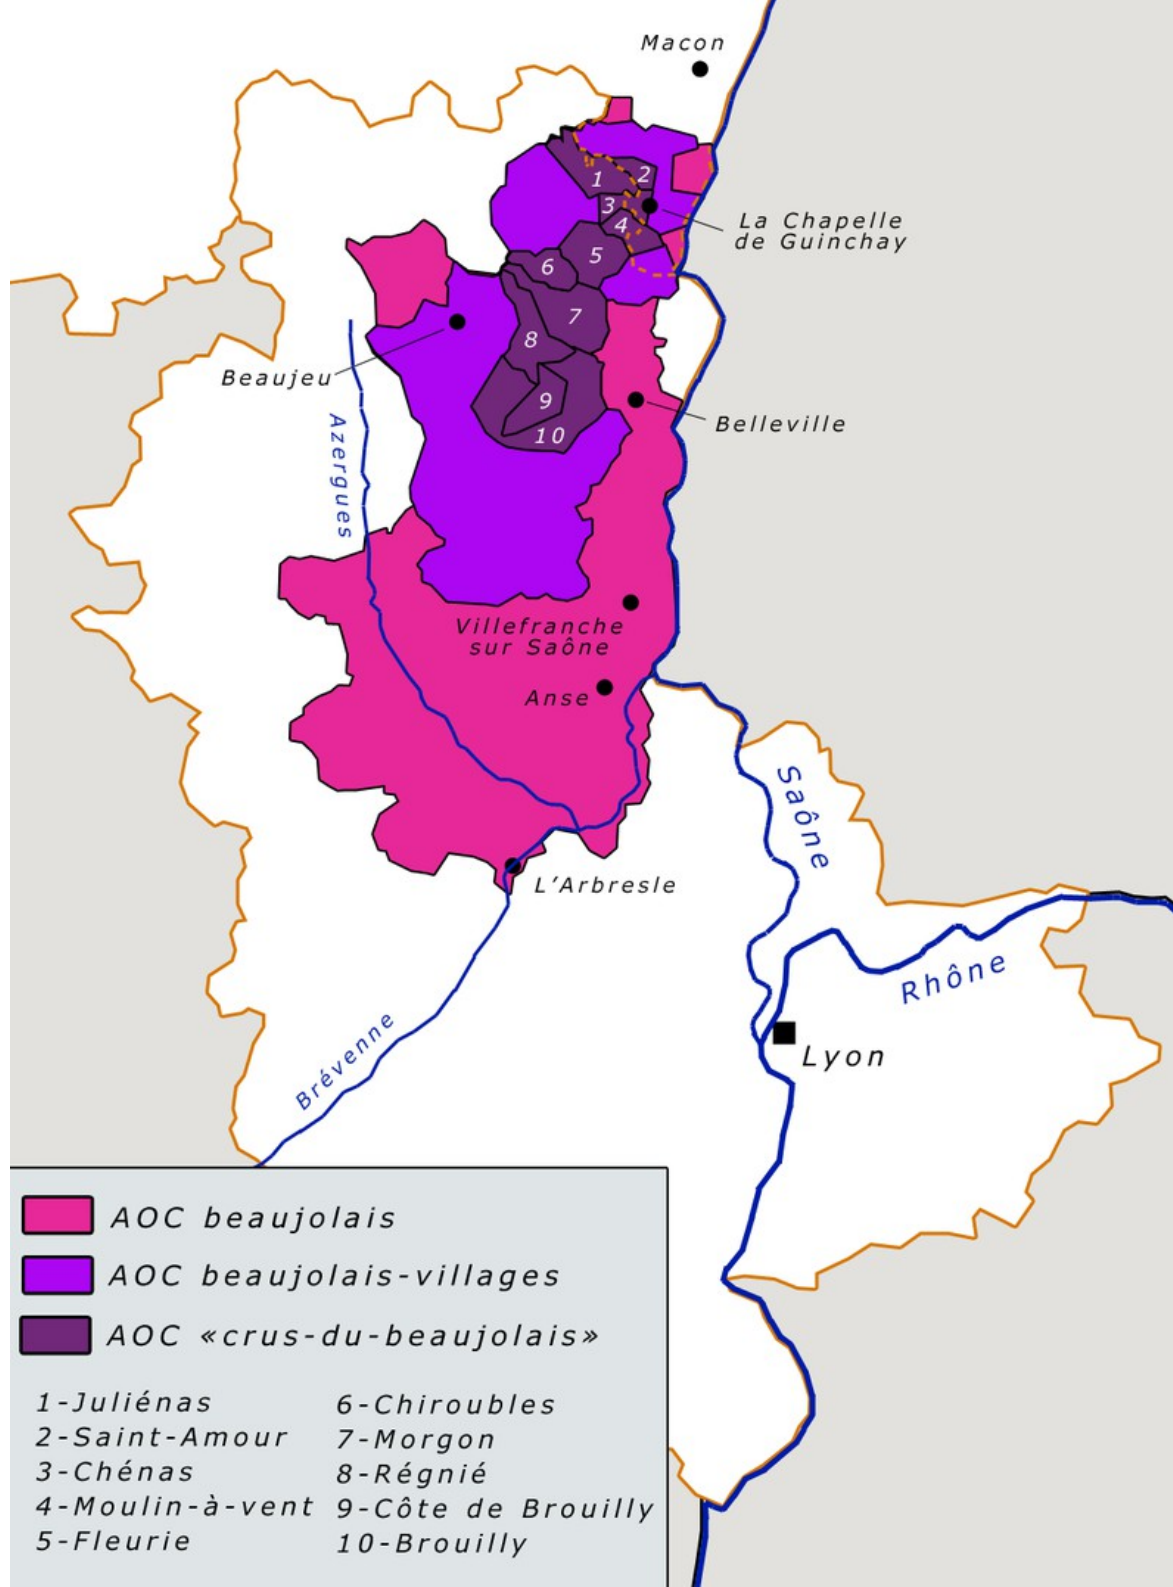 Macon
1
2
3
4
5
6
7
8
9
10
La Chapelle
de Guinchay
Beaujeu
Belleville
Azergues
Villefranche
sur Saône
Anse
Saône
L'Arbresle
Rhône
Brévenne
Lyon
AOC beaujolais
AOC beaujolais-villages
AOC «crus-du-beaujolais»
1-Juliénas
2-Saint-Amour
3-Chénas
4-Moulin-à-vent
5-Fleurie
6-Chiroubles
7-Morgon
8-Régnié
9-Côte de Brouilly
10-Brouilly